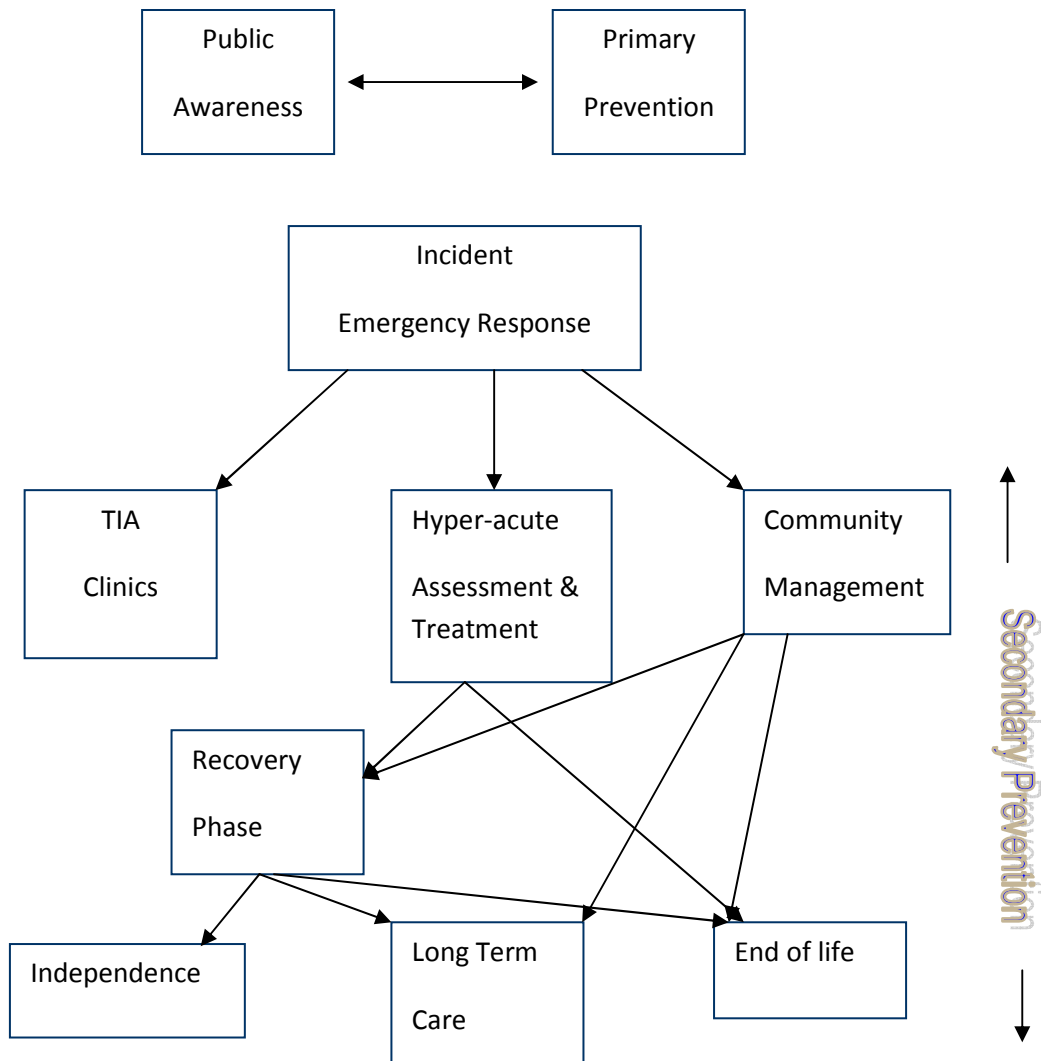 Public
Awareness
Primary
Prevention
Incident
Emergency Response
TIA
Clinics
Hyper-acute
Assessment &
Treatment
Community
Management
Secondary Prevention
Recovery
Phase
Independence
Long Term
Care
End of life